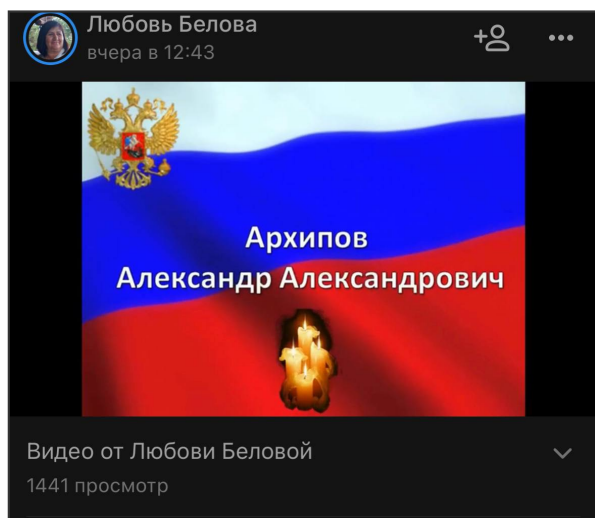 Любовь Белова
вчера в 12:43
Архипов
Александр Александрович
Видео от Любови Беловой
1441 просмотр